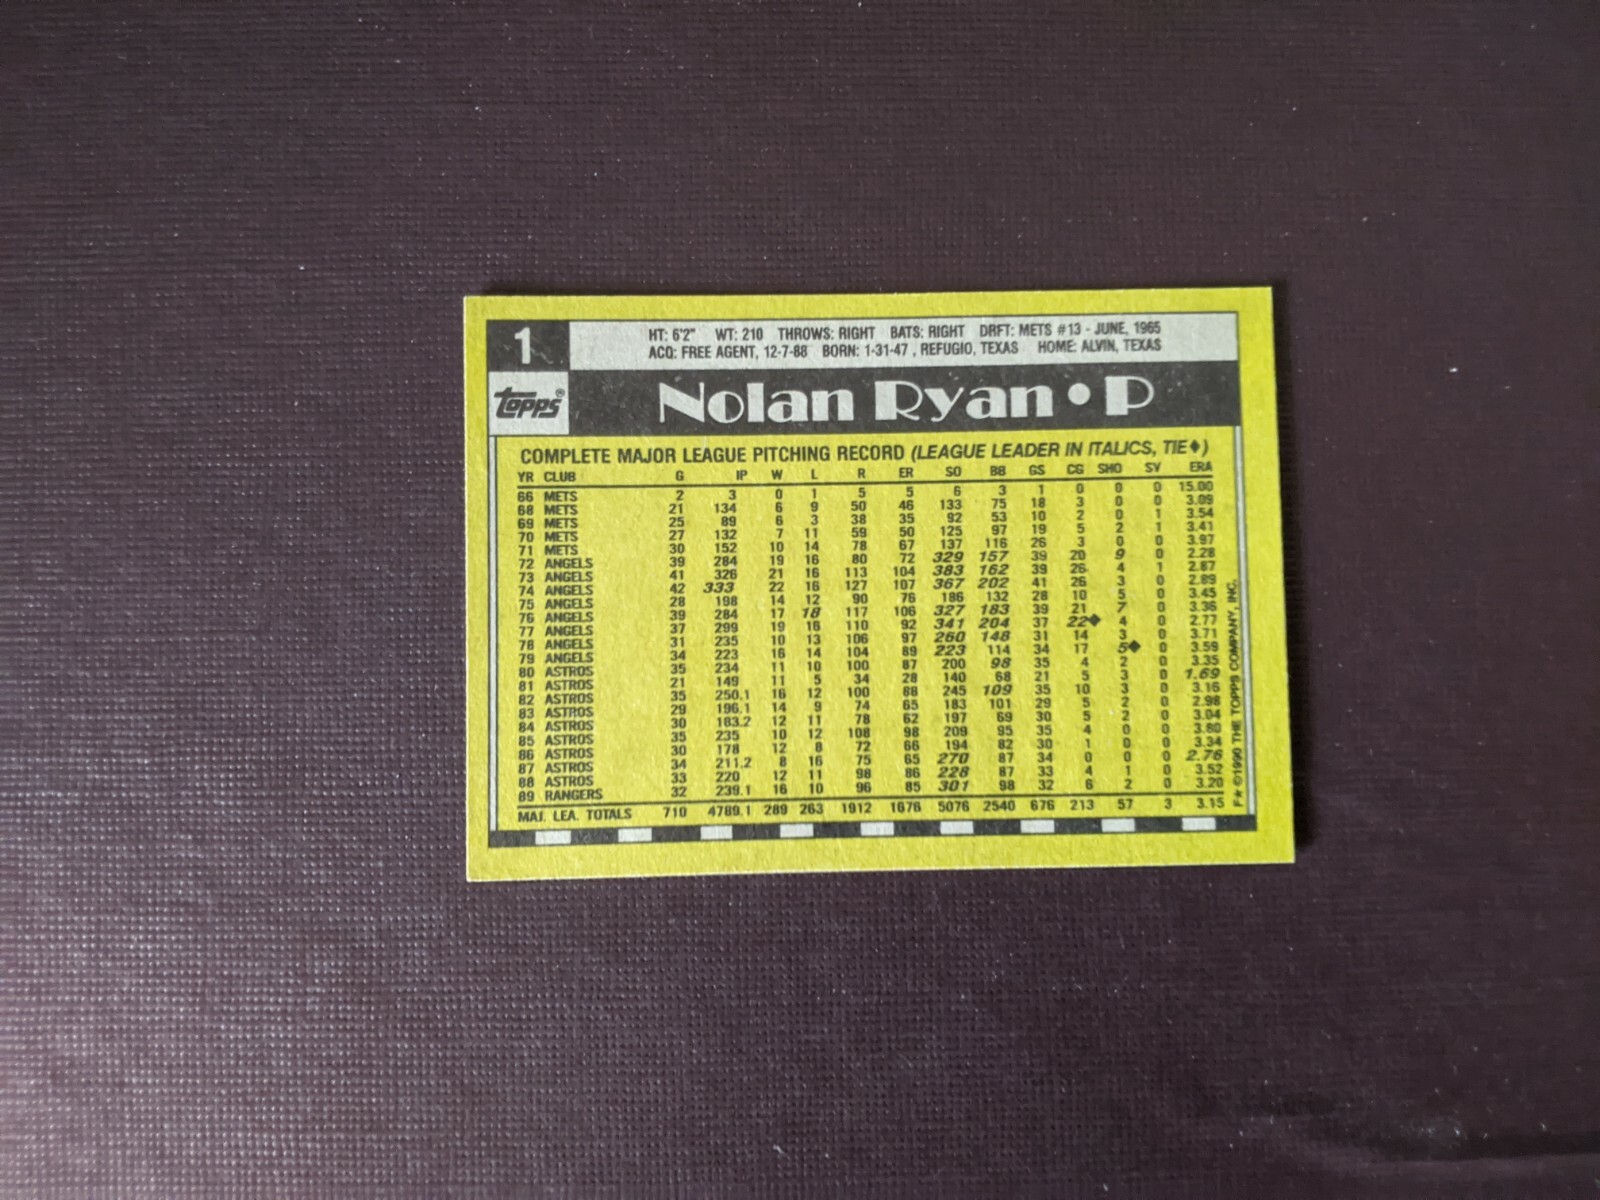 1
HT: 6'2" WT: 210 THROWS: RIGHT BATS: RIGHT DRFT: METS #13 - JUNE, 1965
ACQ: FREE AGENT, 12-7-88 BORN: 1-31-47 , REFUGIO, TEXAS HOME: ALVIN, TEXAS
TOPPS®
Nolan Ryan • P
COMPLETE MAJOR LEAGUE PITCHING RECORD (LEAGUE LEADER IN ITALICS, TIE♦)
YR CLUB G IP W L R ER SO BB GS CG SHO SV ERA
66 METS 2 3 0 1 5 5 6 3 1 0 0 0 15.00
68 METS 21 134 6 9 50 46 133 75 18 3 0 0 3.09
69 METS 25 89 6 3 38 35 92 53 10 2 0 1 3.54
70 METS 27 132 7 11 59 50 125 97 19 5 2 1 3.41
71 METS 30 152 10 14 78 67 137 116 26 3 0 0 3.97
72 ANGELS 39 284 19 16 80 72 329 157 39 20 9 0 2.28
73 ANGELS 41 326 21 16 113 104 383 162 39 26 4 1 2.87
74 ANGELS 42 333 22 16 127 107 367 202 41 26 3 0 2.89
75 ANGELS 28 198 14 12 90 76 186 132 28 10 5 0 3.45
76 ANGELS 39 284 17 18 117 106 327 183 39 21 7 0 3.36
77 ANGELS 37 299 19 16 110 92 341 204 37 22♦ 4 0 2.77
78 ANGELS 31 235 10 13 106 97 260 148 31 14 3 0 3.71
79 ANGELS 34 223 16 14 104 89 223 114 34 17 5♦ 0 3.59
80 ASTROS 35 234 11 10 100 87 200 98 35 4 2 0 3.35
81 ASTROS 21 149 11 5 34 28 140 68 21 5 3 0 1.69
82 ASTROS 35 250.1 16 12 100 88 245 109 35 10 3 0 3.16
83 ASTROS 29 196.1 14 9 74 65 183 101 29 5 2 0 2.98
84 ASTROS 30 183.2 12 11 78 62 197 69 30 5 2 0 3.04
85 ASTROS 35 235 10 12 108 98 209 95 35 4 0 0 3.80
86 ASTROS 30 178 12 8 72 66 194 82 30 1 0 0 3.34
87 ASTROS 34 211.2 8 16 75 65 270 87 34 0 0 0 2.76
88 ASTROS 33 220 12 11 98 86 228 87 33 4 1 0 3.52
89 RANGERS 32 239.1 16 10 96 85 301 98 32 6 2 0 3.20
MAJ. LEA. TOTALS 710 4789.1 289 263 1912 1676 5076 2540 676 213 57 3 3.15
F★ ©1990 THE TOPPS COMPANY, INC.